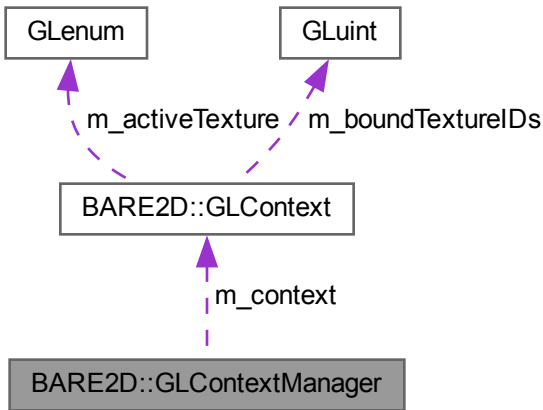 GLenum
GLuint
m_activeTexture
m_boundTextureIDs
BARE2D::GLContext
m_context
BARE2D::GLContextManager